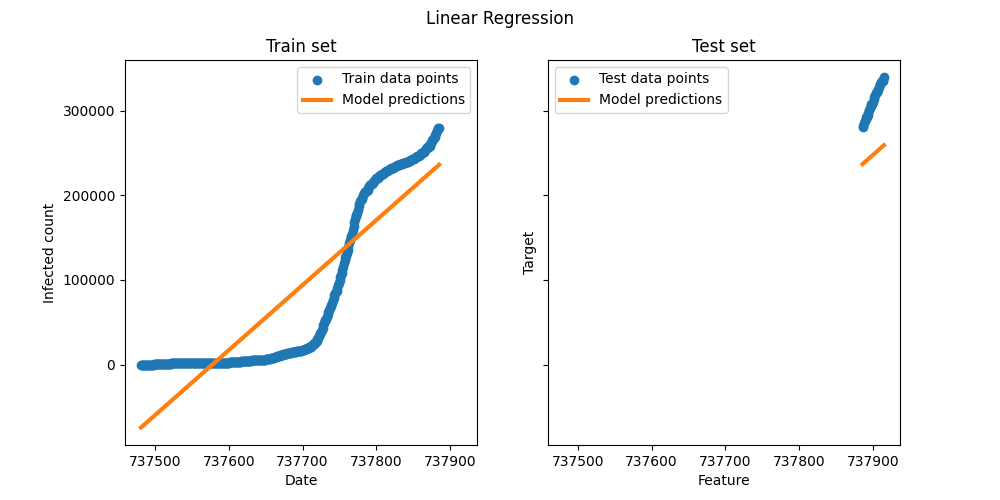 Linear Regression
Train set
Train data points
Model predictions
300000
200000
100000
0
Infected count
737500 737600 737700 737800 737900
Date
Test set
Test data points
Model predictions
Target
737500 737600 737700 737800 737900
Feature